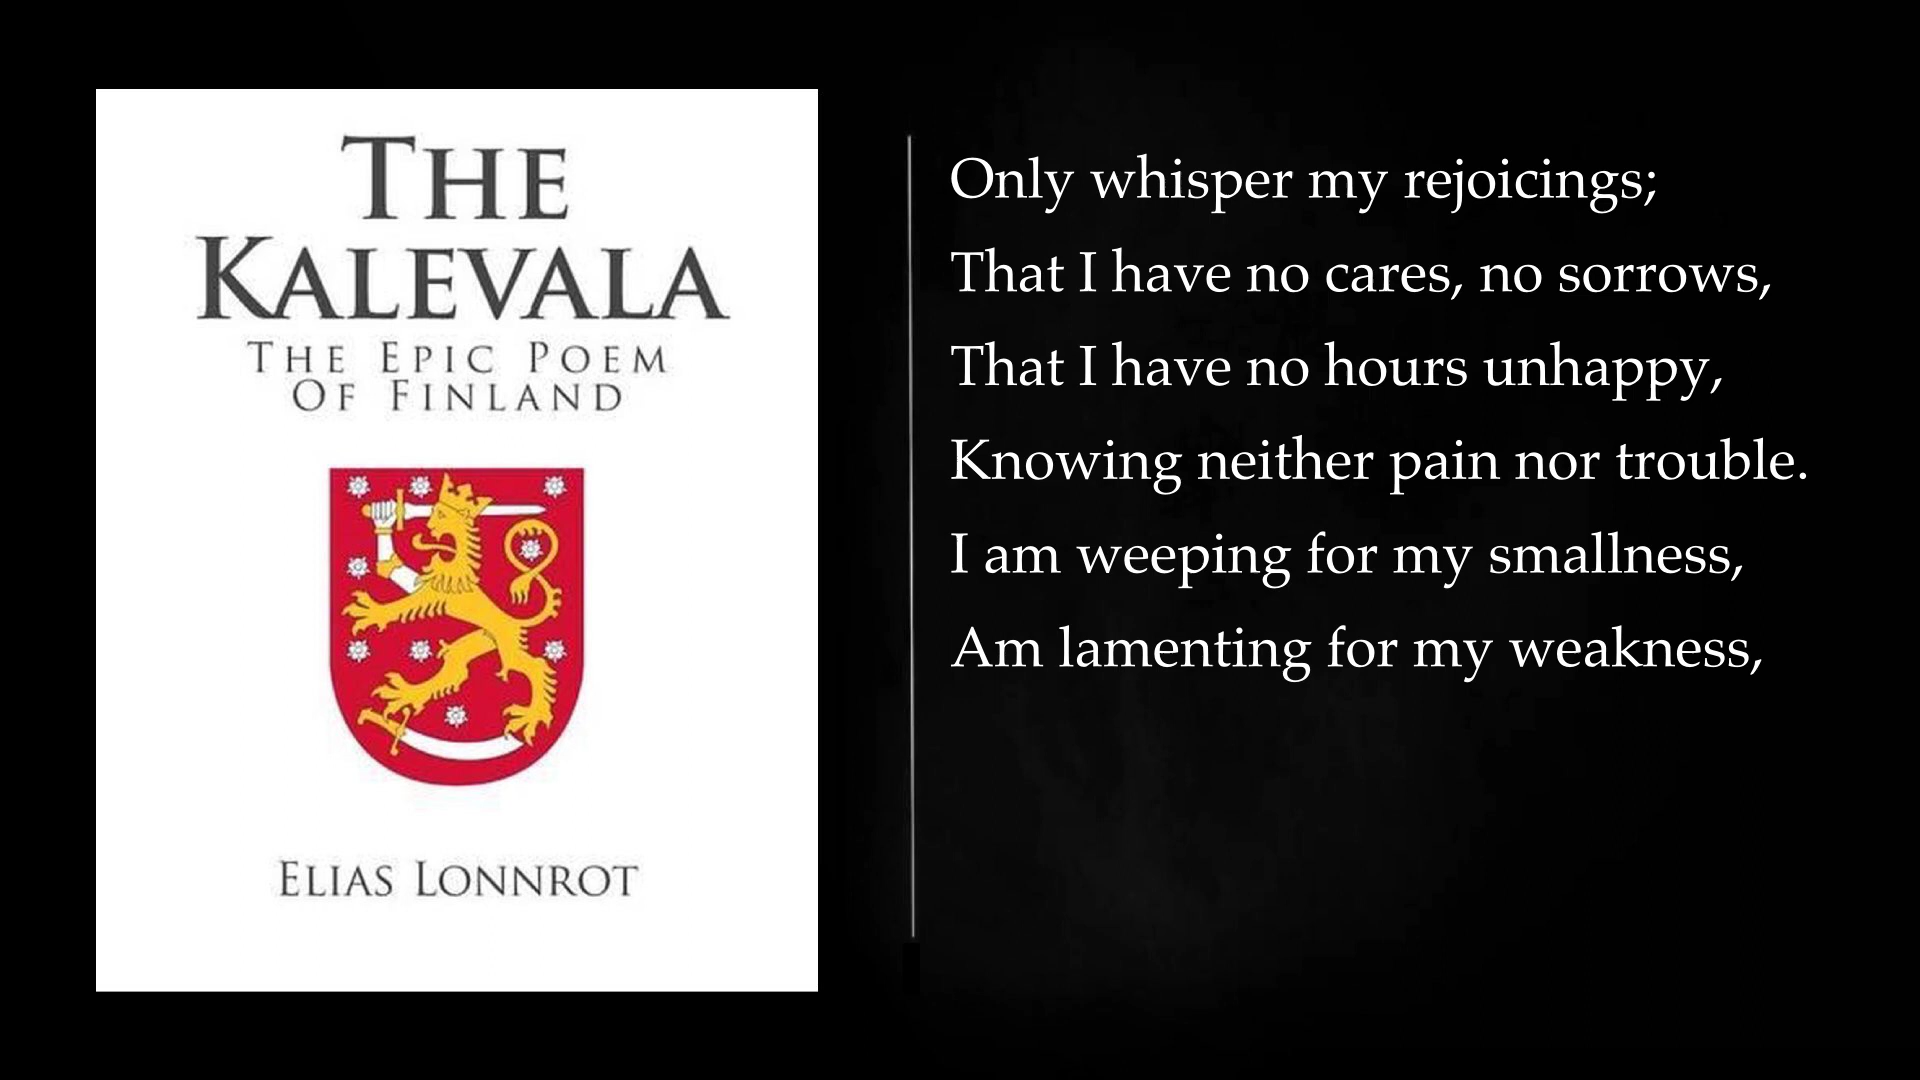 THE
KALEVALA
THE EPIC POEM
OF FINLAND
ELIAS LONNROT
Only whisper my rejoicings;
That I have no cares, no sorrows,
That I have no hours unhappy,
Knowing neither pain nor trouble.
I am weeping for my smallness,
Am lamenting for my weakness,